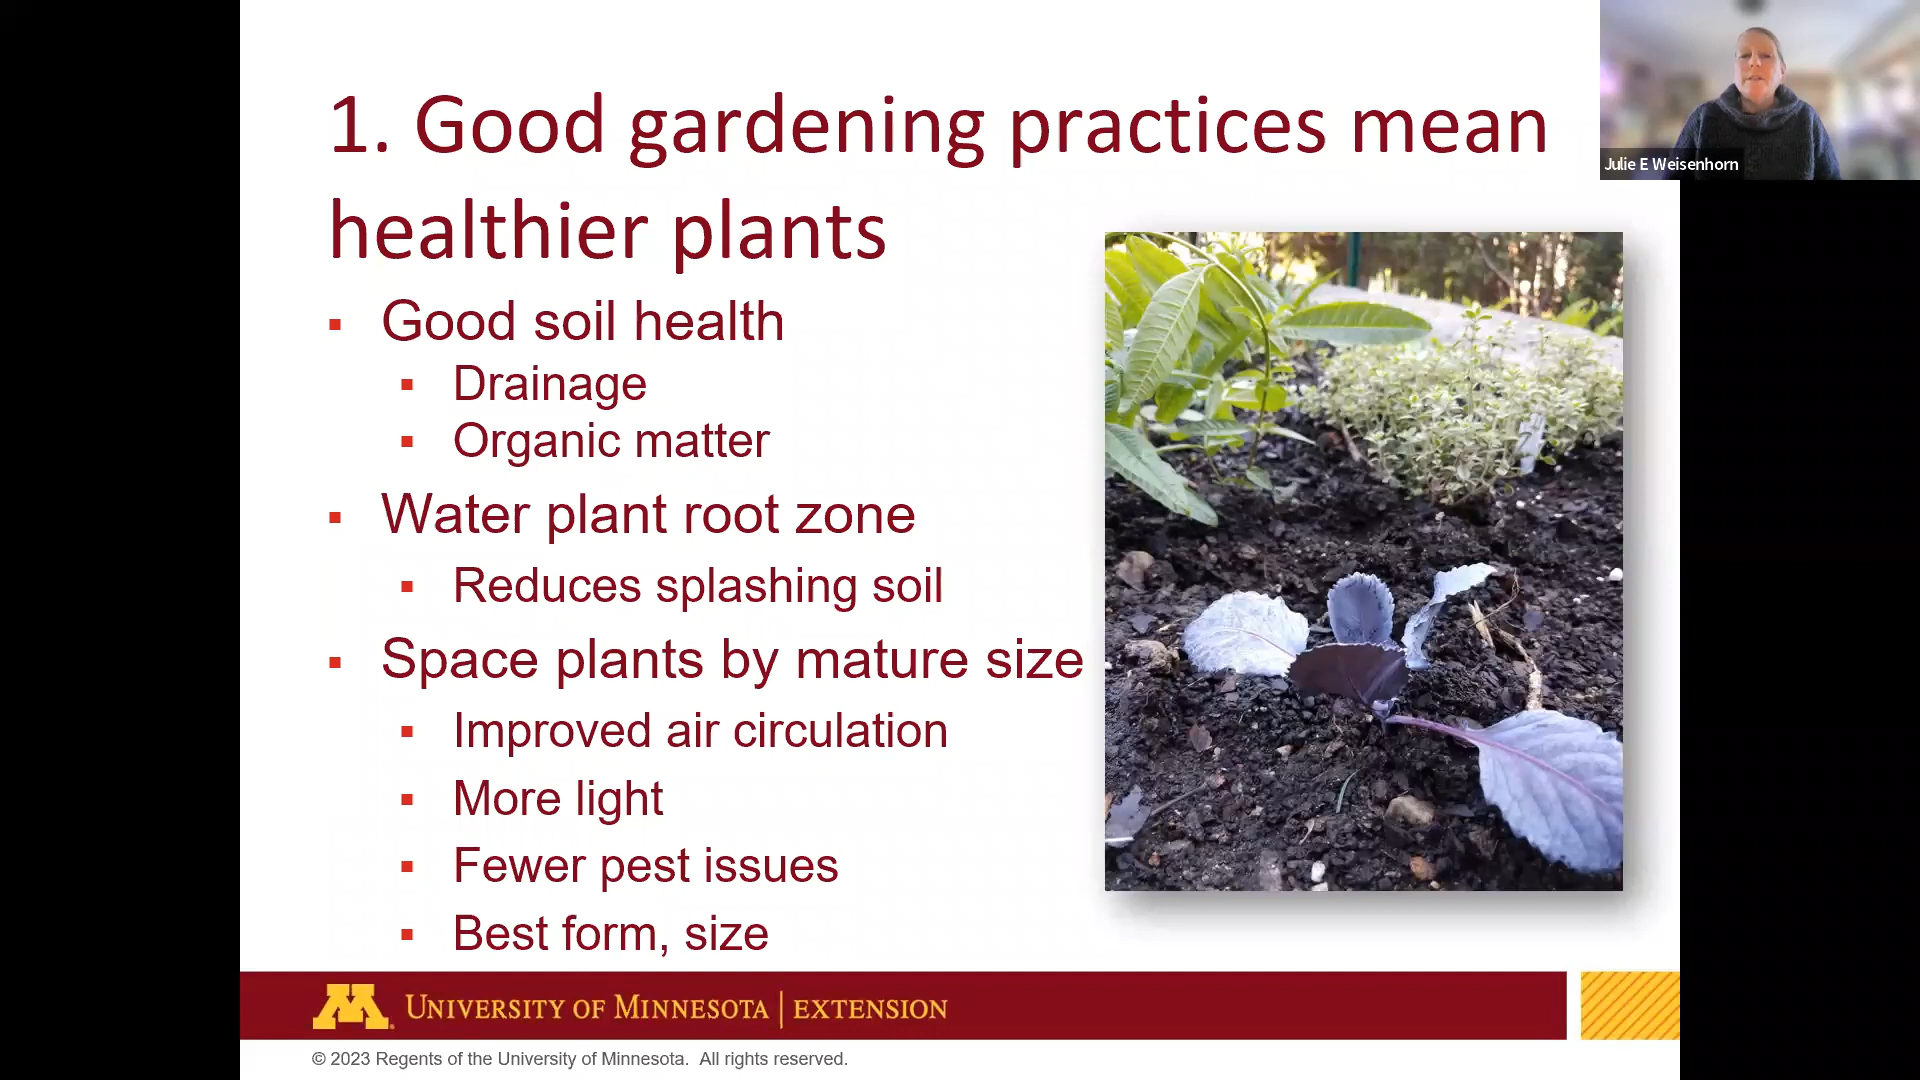 1. Good gardening practices mean
healthier plants
▪ Good soil health
▪ Drainage
▪ Organic matter
▪ Water plant root zone
▪ Reduces splashing soil
▪ Space plants by mature size
▪ Improved air circulation
▪ More light
▪ Fewer pest issues
▪ Best form, size
M
UNIVERSITY OF MINNESOTA | EXTENSION
© 2023 Regents of the University of Minnesota. All rights reserved.
Julie E Weisenhorn